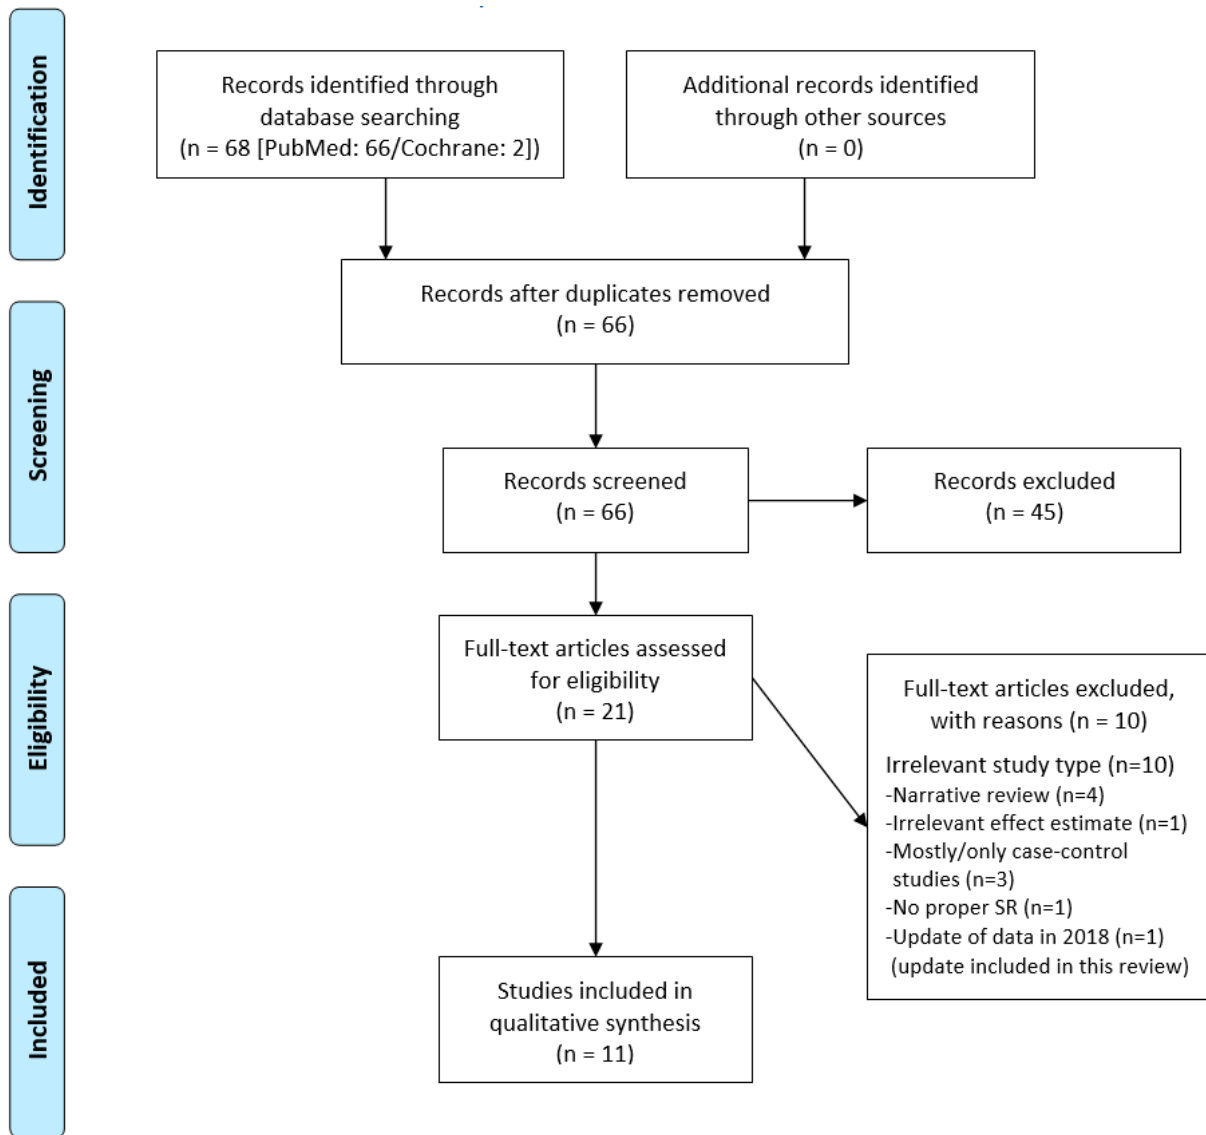 Identification
Records identified through
database searching
(n = 68 [PubMed: 66/Cochrane: 2])
Additional records identified
through other sources
(n = 0)
Records after duplicates removed
(n = 66)
Screening
Records screened
(n = 66)
Records excluded
(n = 45)
Eligibility
Full-text articles assessed
for eligibility
(n = 21)
Full-text articles excluded,
with reasons (n = 10)
Irrelevant study type (n=10)
-Narrative review (n=4)
-Irrelevant effect estimate (n=1)
-Mostly/only case-control
studies (n=3)
-No proper SR (n=1)
-Update of data in 2018 (n=1)
(update included in this review)
Included
Studies included in
qualitative synthesis
(n = 11)